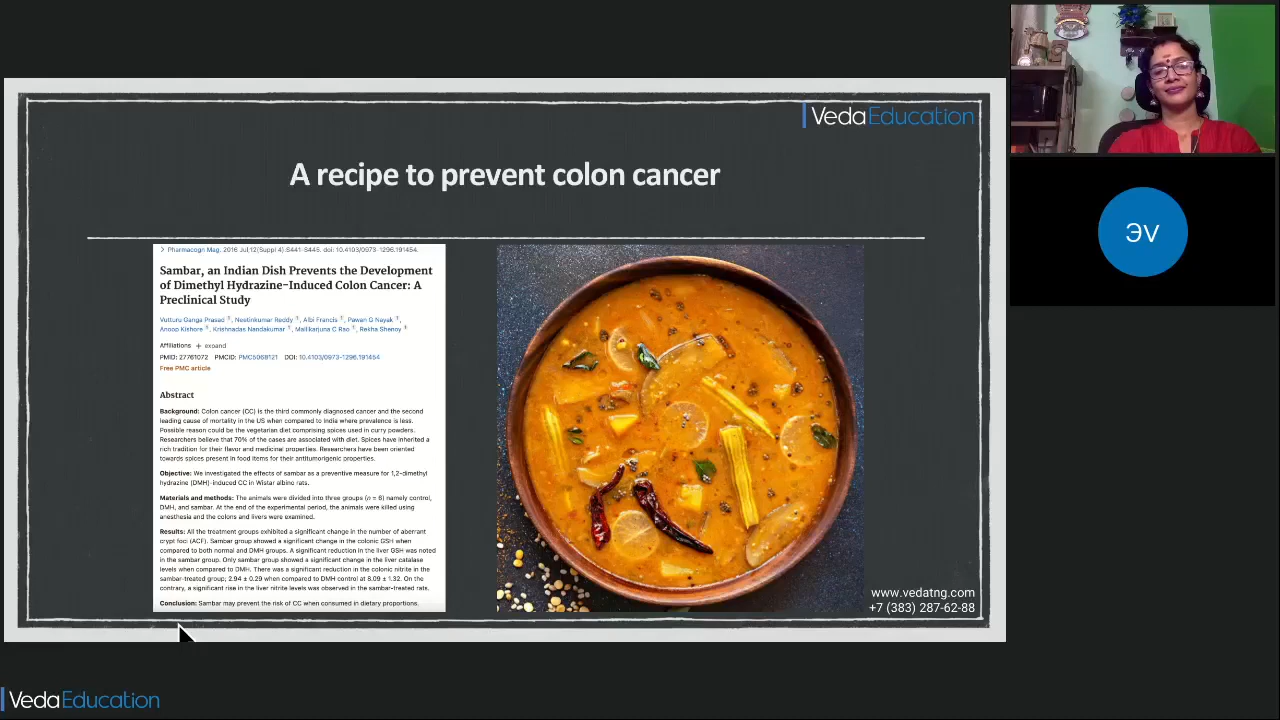 VedaEducation
A recipe to prevent colon cancer
> Pharmacogn Mag. 2016 Jul;12(Suppl 4):S441-S445. doi: 10.4103/0973-1296.191454.
Sambar, an Indian Dish Prevents the Development
of Dimethyl Hydrazine-Induced Colon Cancer: A
Preclinical Study
Vutturu Ganga Prasad 1, Neetinkumar Reddy 1, Albi Francis 1, Pawan G Nayak 1,
Anoop Kishore 1, Krishnadas Nandakumar 1, Mallikarjuna C Rao 1, Rekha Shenoy 1
Affiliations + expand
PMID: 27761072 PMCID: PMC5068121 DOI: 10.4103/0973-1296.191454
Free PMC article
Abstract
Background: Colon cancer (CC) is the third commonly diagnosed cancer and the second
leading cause of mortality in the US when compared to India where prevalence is less.
Possible reason could be the vegetarian diet comprising spices used in curry powders.
Researchers believe that 70% of the cases are associated with diet. Spices have inherited a
rich tradition for their flavor and medicinal properties. Researchers have been oriented
towards spices present in food items for their antitumorigenic properties.
Objective: We investigated the effects of sambar as a preventive measure for 1,2-dimethyl
hydrazine (DMH)-induced CC in Wistar albino rats.
Materials and methods: The animals were divided into three groups (n = 6) namely control,
DMH, and sambar. At the end of the experimental period, the animals were killed using
anesthesia and the colons and livers were examined.
Results: All the treatment groups exhibited a significant change in the number of aberrant
crypt foci (ACF). Sambar group showed a significant change in the colonic GSH when
compared to both normal and DMH groups. A significant reduction in the liver GSH was noted
in the sambar group. Only sambar group showed a significant change in the liver catalase
levels when compared to DMH. There was a significant reduction in the colonic nitrite in the
sambar-treated group; 2.94 ± 0.29 when compared to DMH control at 8.09 ± 1.32. On the
contrary, a significant rise in the liver nitrite levels was observed in the sambar-treated rats.
Conclusion: Sambar may prevent the risk of CC when consumed in dietary proportions.
www.vedatng.com
+7 (383) 287-62-88
ЭV
VedaEducation